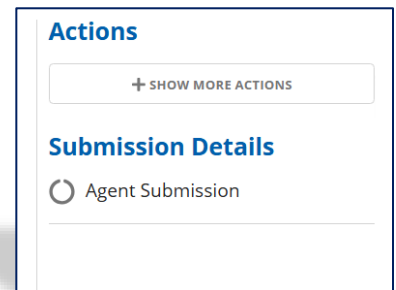 Actions
+ SHOW MORE ACTIONS
Submission Details
Agent Submission